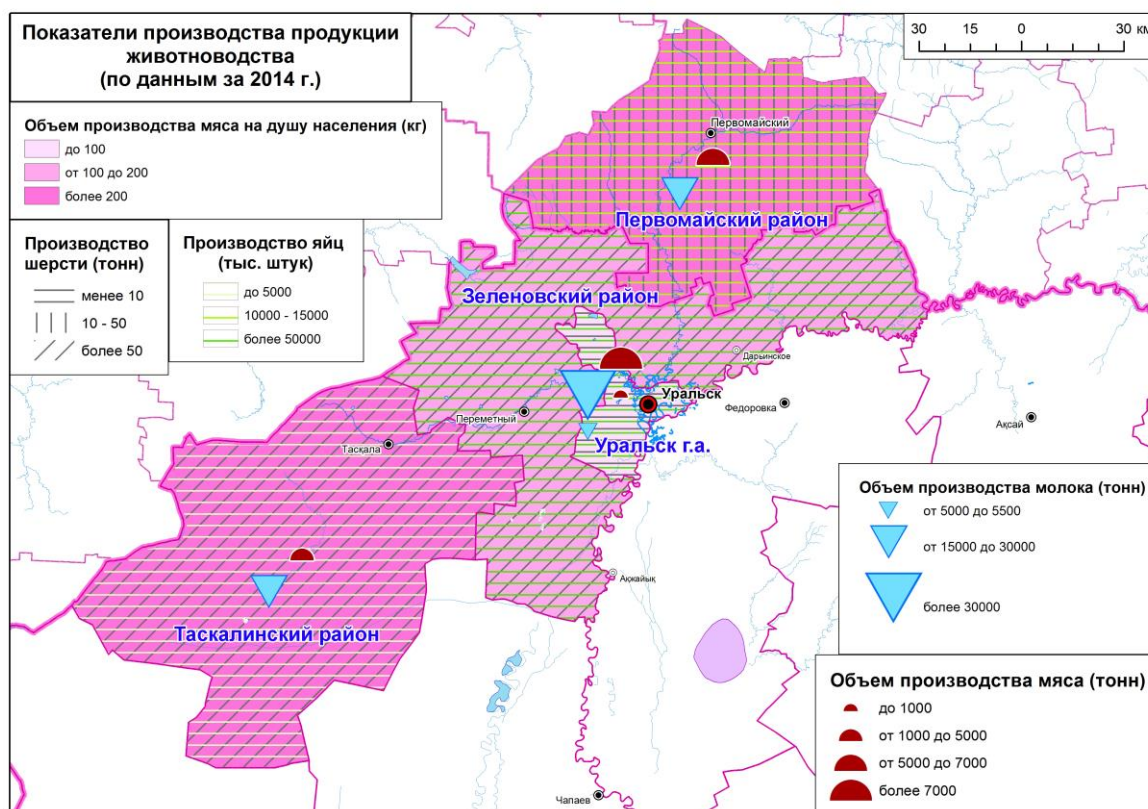 Показатели производства продукции
животноводства
(по данным за 2014 г.)
30 15 0 30 км
Объем производства мяса на душу населения (кг)
до 100
от 100 до 200
более 200
Производство
шерсти (тонн)
менее 10
10 - 50
более 50
Производство яйц
(тыс. штук)
до 5000
10000 - 15000
более 50000
Первомайский
Первомайский район
Зеленовский район
Дарьинское
Уральск
Федоровка
Ақсай
Переметный
Уральск г.а.
Таскала
Ақжайық
Таскалинский район
Чапаев
Объем производства молока (тонн)
от 5000 до 5500
от 15000 до 30000
более 30000
Объем производства мяса (тонн)
до 1000
от 1000 до 5000
от 5000 до 7000
более 7000